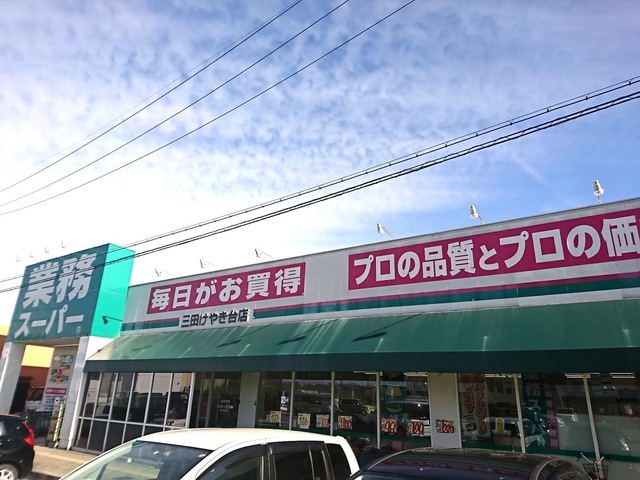 業務
スーパー®
毎日がお買得
三田けやき台店
プロの品質とプロの価